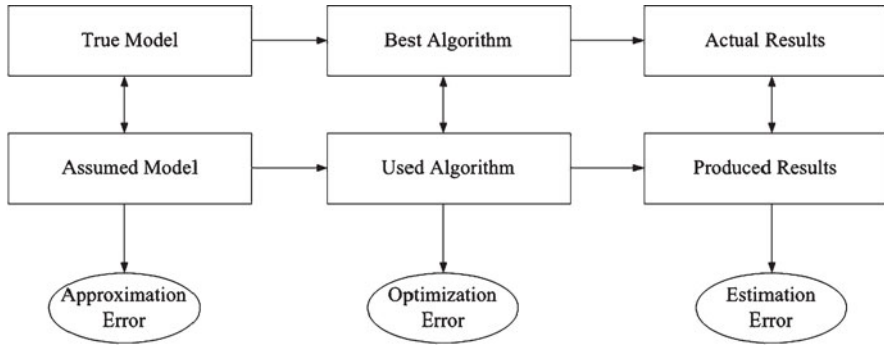 True Model
Best Algorithm
Actual Results
Assumed Model
Used Algorithm
Produced Results
Approximation
Error
Optimization
Error
Estimation
Error